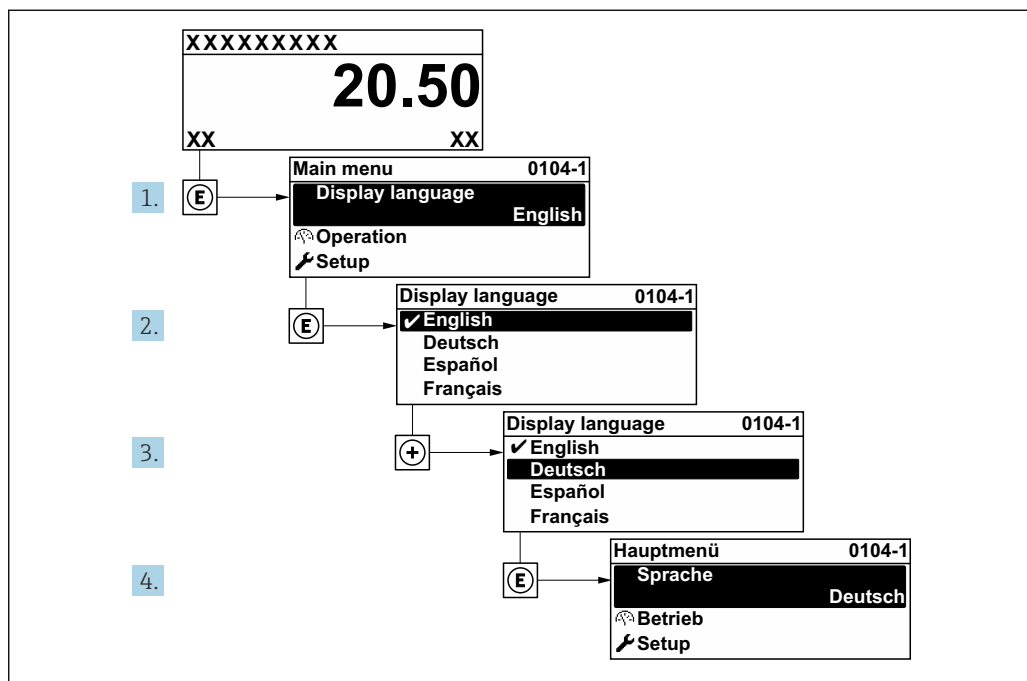 XXXXXXXXX
20.50
XX XX
1. E
Main menu 0104-1
Display language
English
Operation
Setup
2. E
Display language 0104-1
✔English
Deutsch
Español
Français
3. +
Display language 0104-1
✔English
Deutsch
Español
Français
4. E
Hauptmenü 0104-1
Sprache
Deutsch
Betrieb
Setup